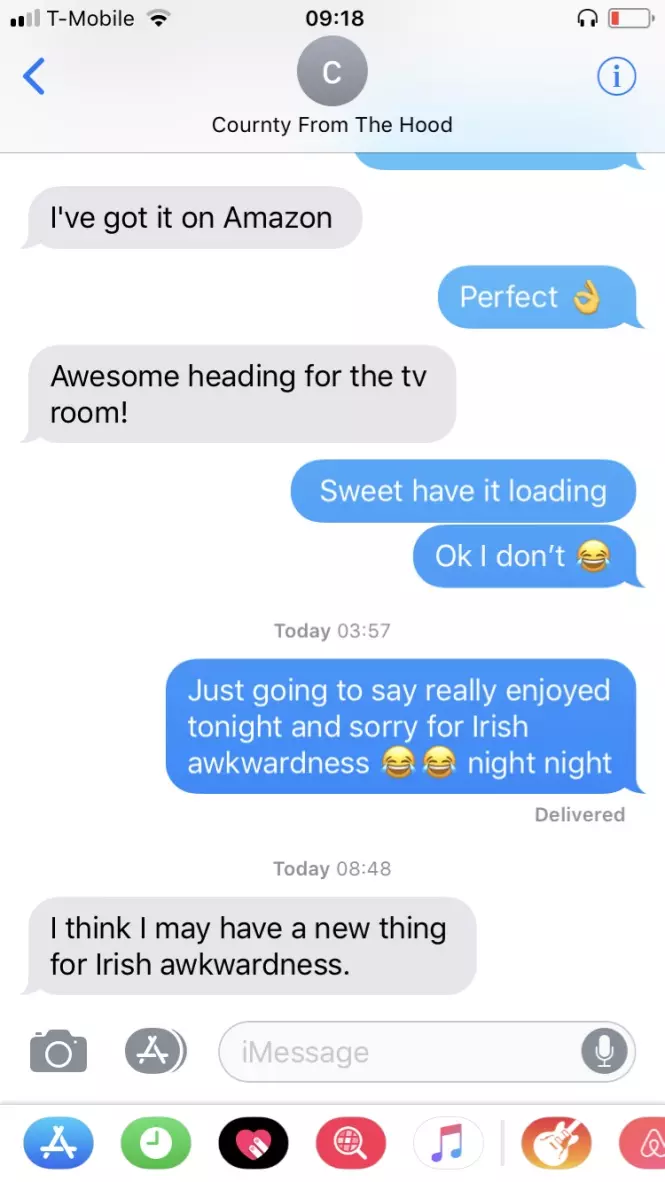 T-Mobile 09:18
C
Cournty From The Hood
I've got it on Amazon
Perfect 👌
Awesome heading for the tv
room!
Sweet have it loading
Ok I don’t 😂
Today 03:57
Just going to say really enjoyed
tonight and sorry for Irish
awkwardness 😂😂 night night
Delivered
Today 08:48
I think I may have a new thing
for Irish awkwardness.
iMessage